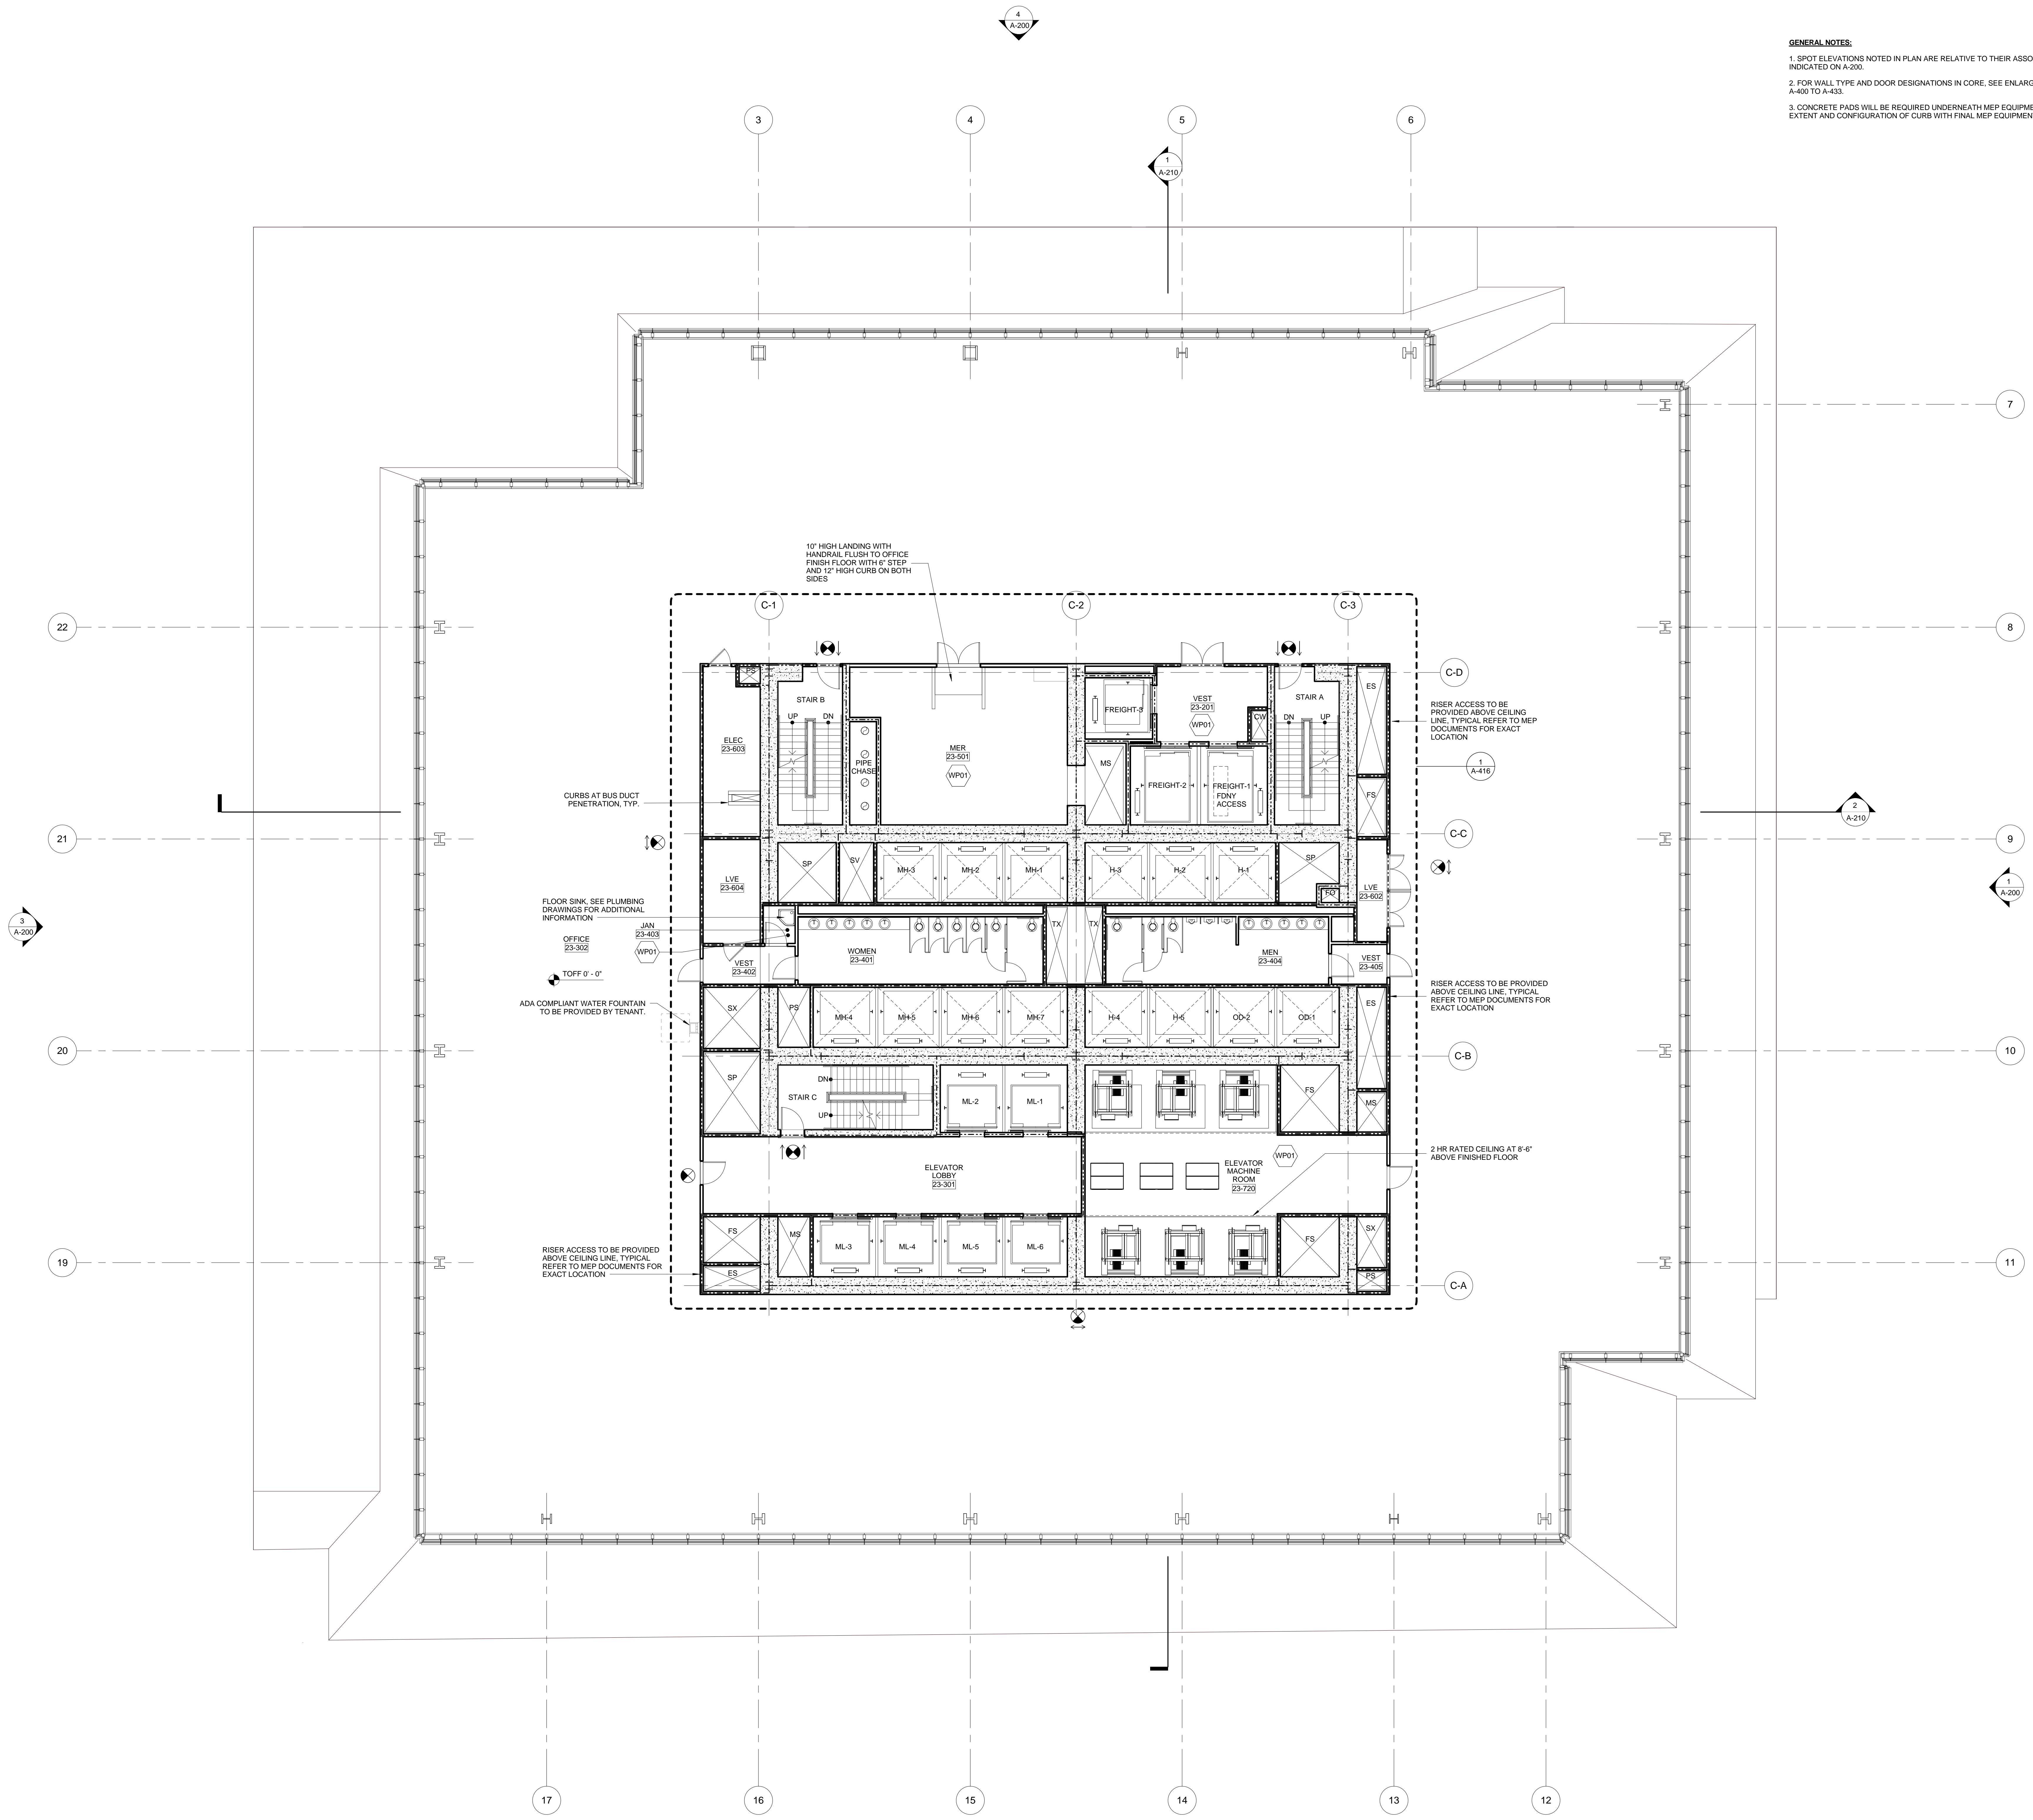 4
A-200
GENERAL NOTES:
1. SPOT ELEVATIONS NOTED IN PLAN ARE RELATIVE TO THEIR ASSO
INDICATED ON A-200.
2. FOR WALL TYPE AND DOOR DESIGNATIONS IN CORE, SEE ENLARG
A-400 TO A-433.
3. CONCRETE PADS WILL BE REQUIRED UNDERNEATH MEP EQUIPME
EXTENT AND CONFIGURATION OF CURB WITH FINAL MEP EQUIPMEN
3
4
5
6
1
A-210
7
10" HIGH LANDING WITH
HANDRAIL FLUSH TO OFFICE
FINISH FLOOR WITH 6" STEP
AND 12" HIGH CURB ON BOTH
SIDES
C-1
C-2
C-3
22
8
C-D
PS
STAIR B
UP
DN
ELEC
23-603
PIPE
CHASE
MER
23-501
WP01
FREIGHT-3
VEST
23-201
WP01
CW
STAIR A
DN
UP
ES
RISER ACCESS TO BE
PROVIDED ABOVE CEILING
LINE, TYPICAL REFER TO MEP
DOCUMENTS FOR EXACT
LOCATION
MS
FREIGHT-2
FREIGHT-1
FDNY
ACCESS
FS
1
A-416
CURBS AT BUS DUCT
PENETRATION, TYP.
2
A-210
21
C-C
9
SP
SV
MH-3
MH-2
MH-1
H-3
H-2
H-1
SP
FO
LVE
23-604
LVE
23-602
1
A-200
3
A-200
FLOOR SINK, SEE PLUMBING
DRAWINGS FOR ADDITIONAL
INFORMATION
JAN
23-403
WP01
OFFICE
23-302
TOFF 0' - 0"
VEST
23-402
WOMEN
23-401
TX
TX
MEN
23-404
VEST
23-405
ADA COMPLIANT WATER FOUNTAIN
TO BE PROVIDED BY TENANT.
RISER ACCESS TO BE PROVIDED
ABOVE CEILING LINE, TYPICAL
REFER TO MEP DOCUMENTS FOR
EXACT LOCATION
SX
PS
MH-4
MH-5
MH-6
MH-7
H-4
H-5
OD-2
OD-1
ES
20
C-B
10
SP
DN
STAIR C
UP
ML-2
ML-1
FS
MS
ELEVATOR
LOBBY
23-301
ELEVATOR
MACHINE
ROOM
23-720
WP01
2 HR RATED CEILING AT 8'-6"
ABOVE FINISHED FLOOR
FS
MS
ML-3
ML-4
ML-5
ML-6
FS
SX
19
11
RISER ACCESS TO BE PROVIDED
ABOVE CEILING LINE, TYPICAL
REFER TO MEP DOCUMENTS FOR
EXACT LOCATION
ES
PS
C-A
17
16
15
14
13
12